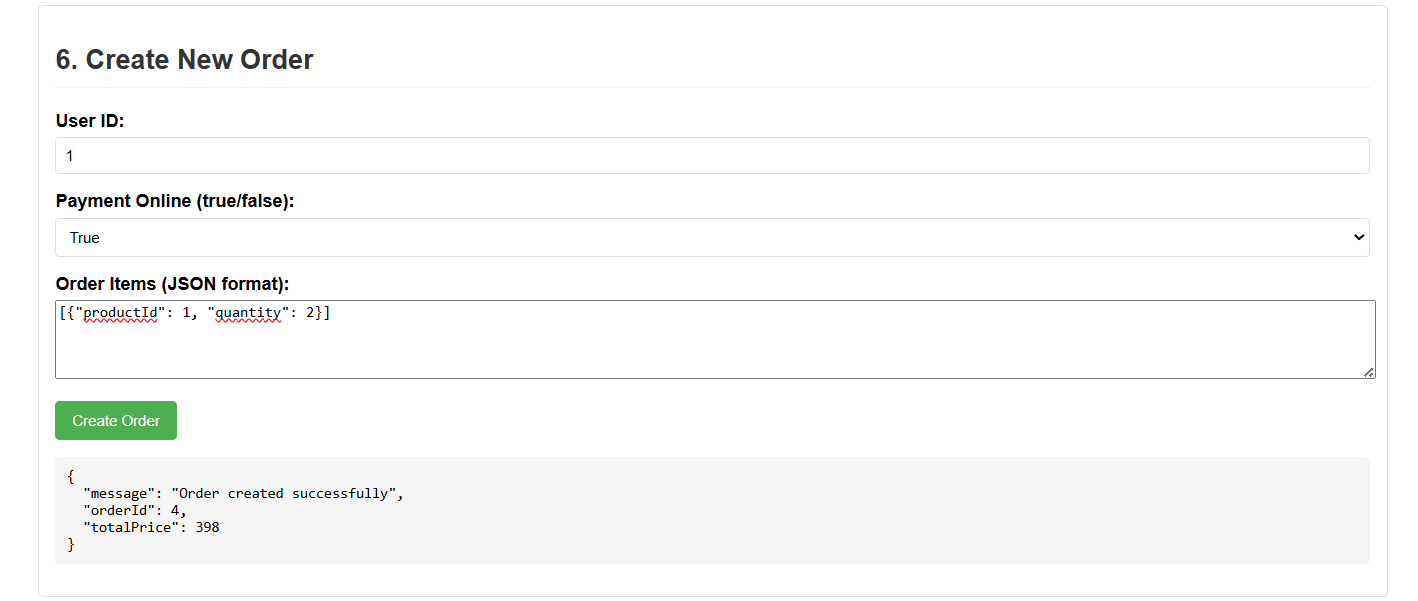 6. Create New Order
User ID:
1
Payment Online (true/false):
True
Order Items (JSON format):
[{"productId": 1, "quantity": 2}]
Create Order
{
  "message": "Order created successfully",
  "orderId": 4,
  "totalPrice": 398
}